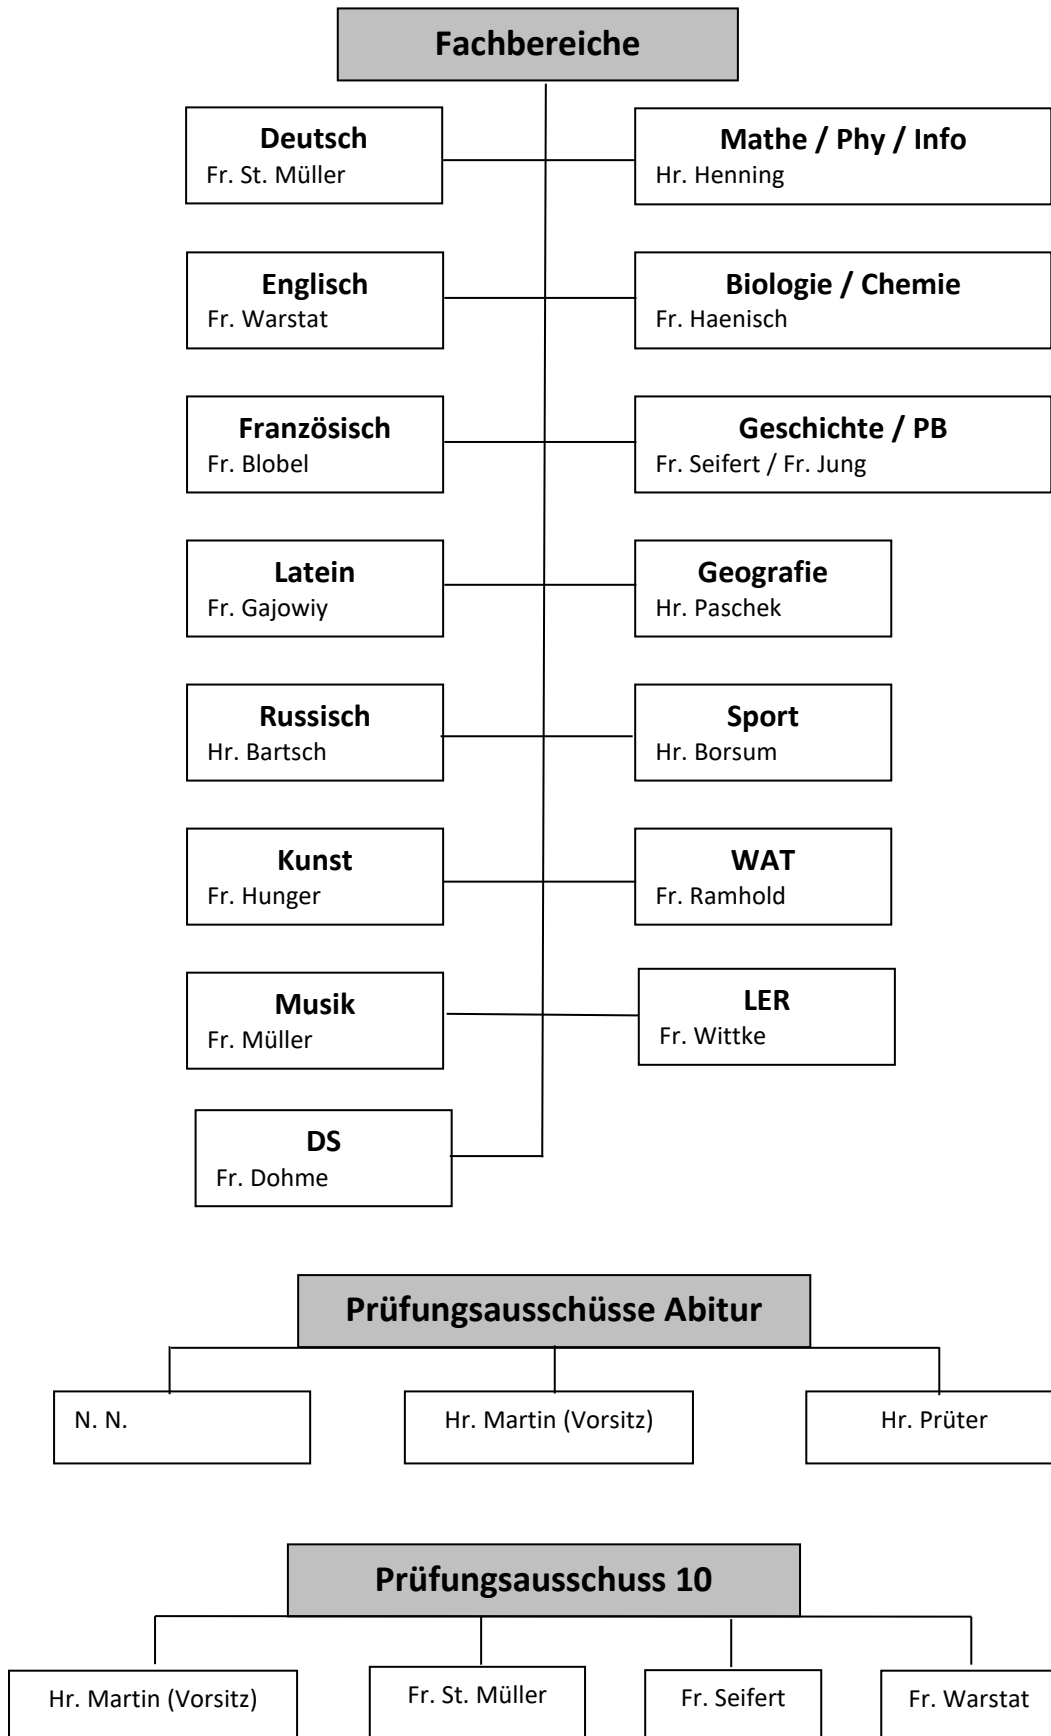 Fachbereiche
Deutsch
Fr. St. Müller
Mathe / Phy / Info
Hr. Henning
Englisch
Fr. Warstat
Biologie / Chemie
Fr. Haenisch
Französisch
Fr. Blobel
Geschichte / PB
Fr. Seifert / Fr. Jung
Latein
Fr. Gajowiy
Geografie
Hr. Paschek
Russisch
Hr. Bartsch
Sport
Hr. Borsum
Kunst
Fr. Hunger
WAT
Fr. Ramhold
Musik
Fr. Müller
LER
Fr. Wittke
DS
Fr. Dohme
Prüfungsausschüsse Abitur
N. N.
Hr. Martin (Vorsitz)
Hr. Prüter
Prüfungsausschuss 10
Hr. Martin (Vorsitz)
Fr. St. Müller
Fr. Seifert
Fr. Warstat